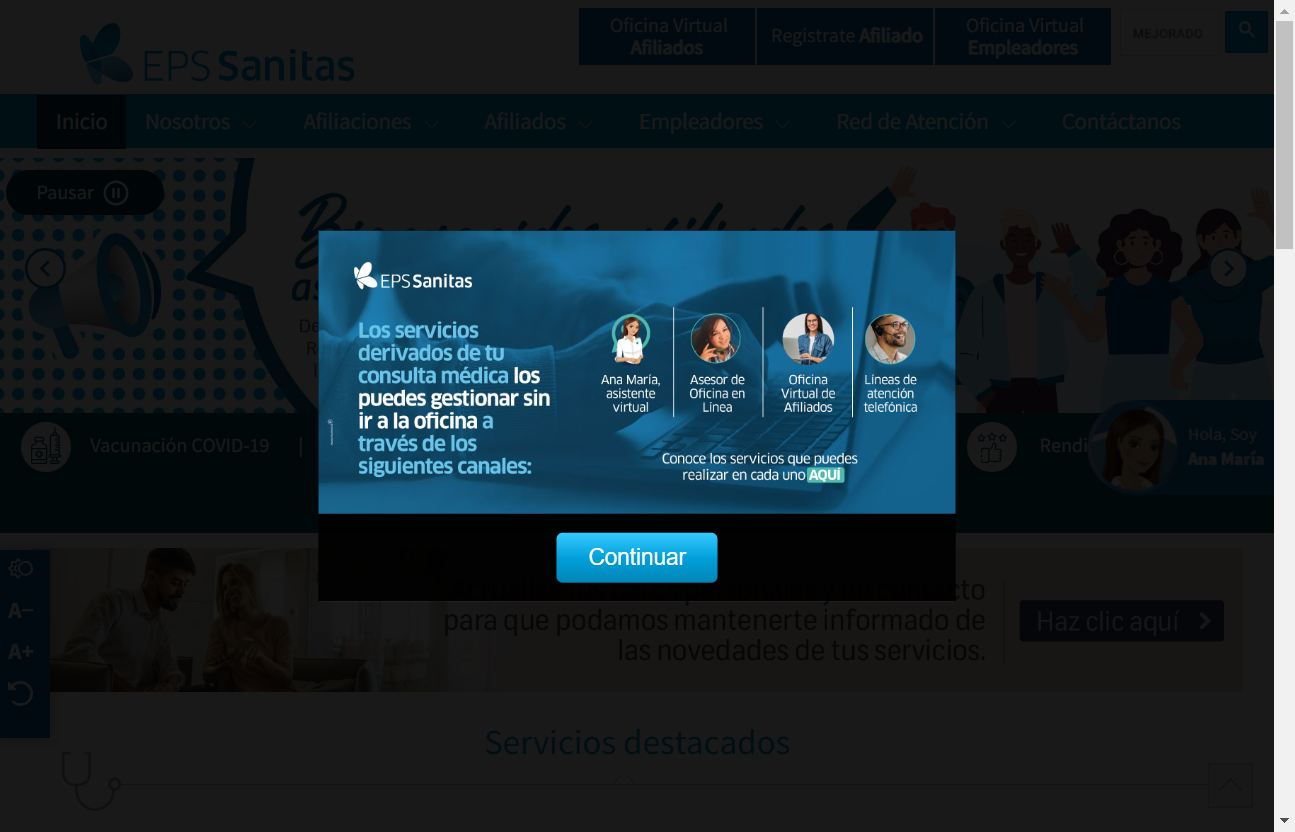 Oficina Virtual
Afiliados
Regístrate Afiliado
Oficina Virtual
Empleadores
MEJORADO
EPS Sanitas
Inicio
Nosotros
Afiliaciones
Afiliados
Empleadores
Red de Atención
Contáctanos
Pausar
EPS Sanitas
Los servicios
derivados de tu
consulta médica los
puedes gestionar sin
ir a la oficina a
través de los
siguientes canales:
Ana María,
asistente
virtual
Asesor de
Oficina en
Línea
Oficina
Virtual de
Afiliados
Líneas de
atención
telefónica
Conoce los servicios que puedes
realizar en cada uno AQUÍ
Vacunación COVID-19
Rendi
Hola, Soy
Ana María
Continuar
A-
A+
para que podamos mantenerte informado de
las novedades de tus servicios.
Haz clic aquí
Servicios destacados